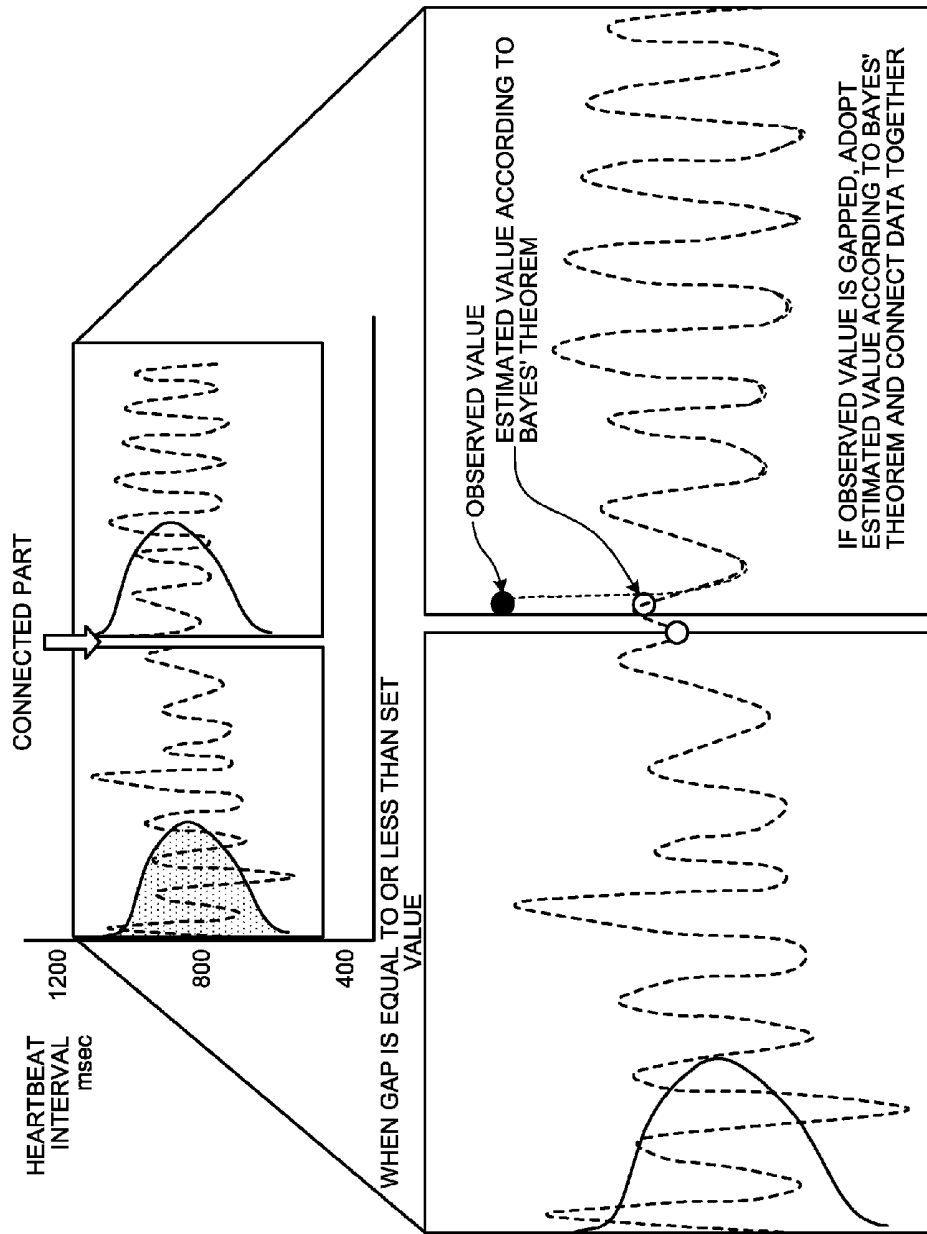 CONNECTED PART
HEARTBEAT
INTERVAL
msec
1200
800
400
WHEN GAP IS EQUAL TO OR LESS THAN SET
VALUE
OBSERVED VALUE
ESTIMATED VALUE ACCORDING TO
BAYES' THEOREM
IF OBSERVED VALUE IS GAPPED, ADOPT
ESTIMATED VALUE ACCORDING TO BAYES'
THEOREM AND CONNECT DATA TOGETHER